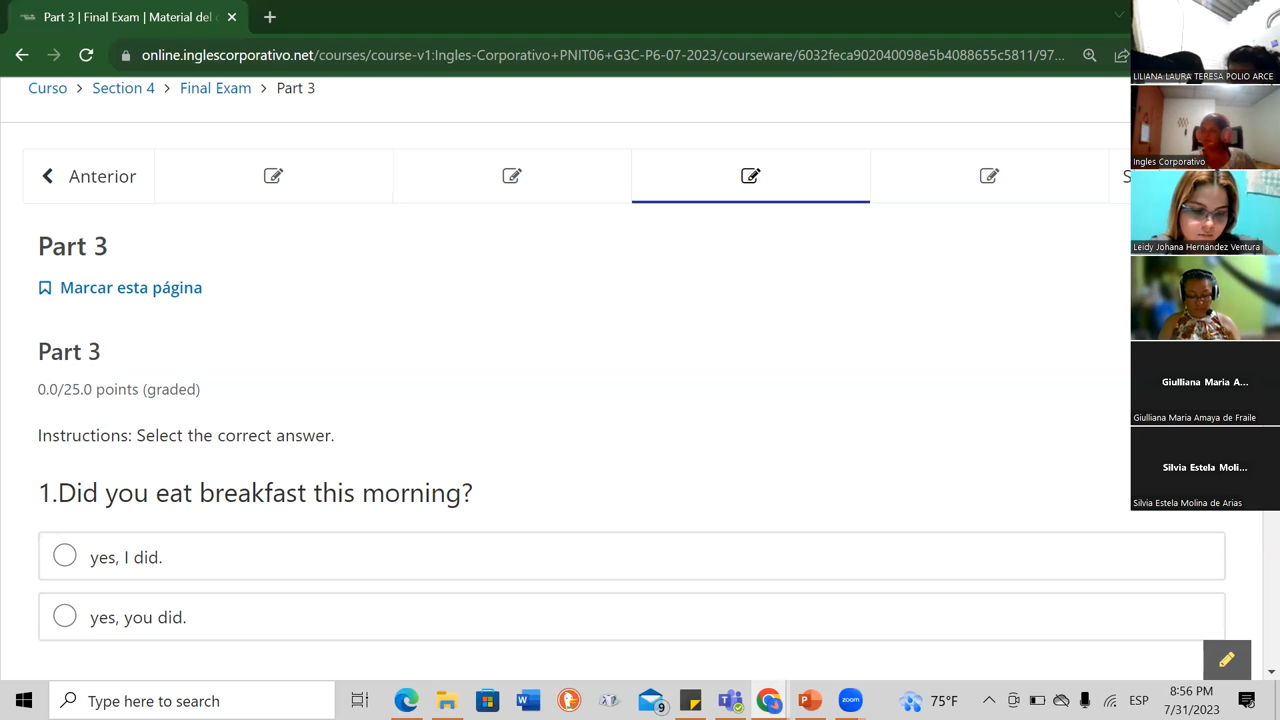 Part 3 | Final Exam | Material del
online.inglescorporativo.net/courses/course-v1:Ingles-Corporativo+PNIT06+G3C-P6-07-2023/courseware/6032feca902040098e5b4088655c5811/97...
Curso > Section 4 > Final Exam > Part 3
Anterior
Part 3
Marcar esta página
Part 3
0.0/25.0 points (graded)
Instructions: Select the correct answer.
1.Did you eat breakfast this morning?
yes, I did.
yes, you did.
LILIANA LAURA TERESA POLIO ARCE
Ingles Corporativo
Leidy Johana Hernández Ventura
Giulliana Maria A...
Giulliana Maria Amaya de Fraile
Silvia Estela Moli...
Silvia Estela Molina de Arias
Type here to search
9
zoom
75°F
ESP
8:56 PM
7/31/2023